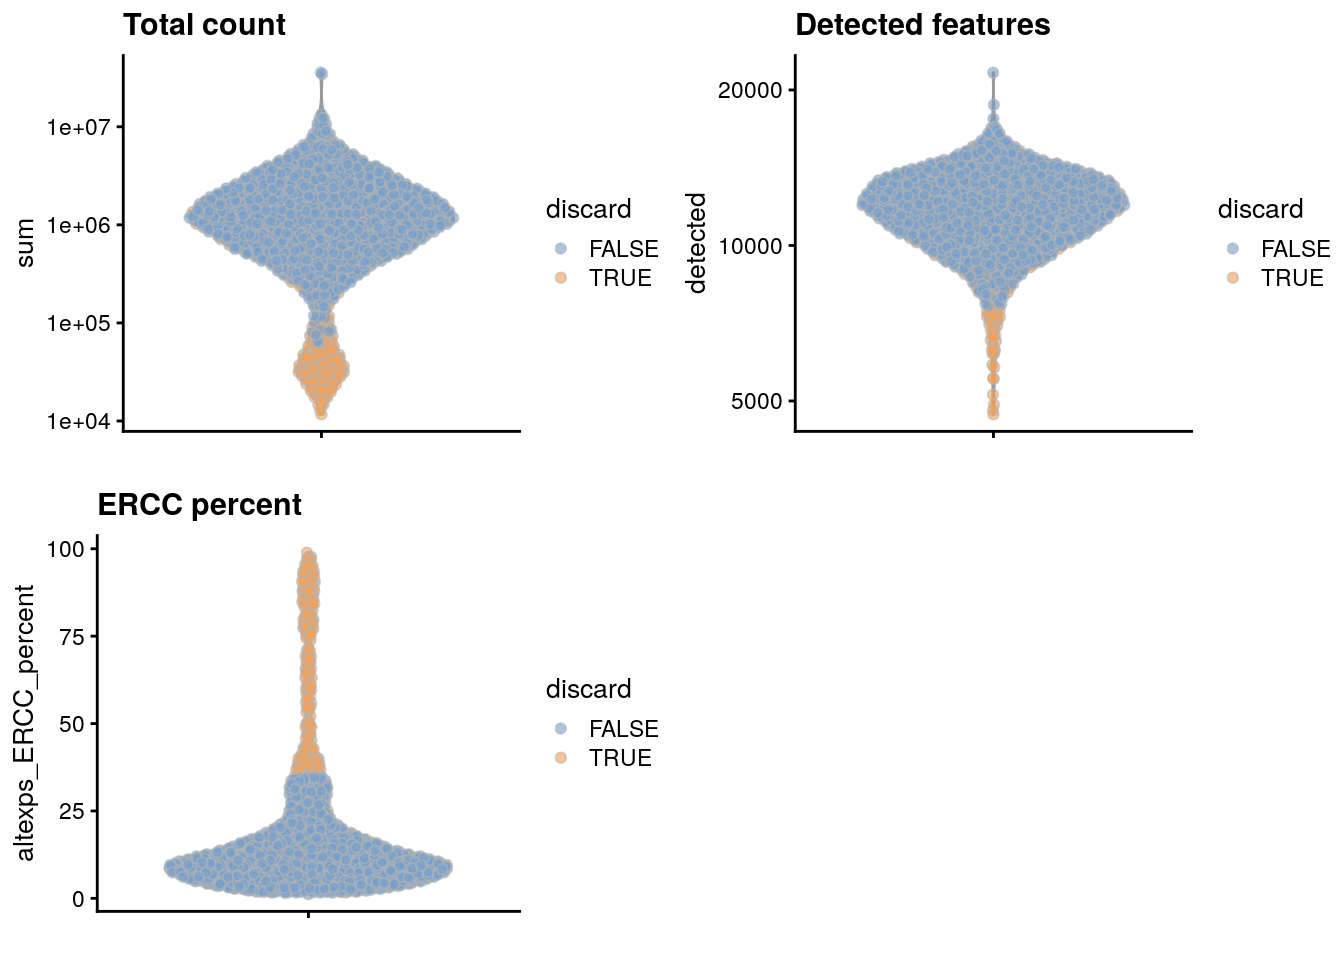 Total count
sum
1e+07
1e+06
1e+05
1e+04
discard
FALSE
TRUE
Detected features
detected
20000
10000
5000
discard
FALSE
TRUE
ERCC percent
altexps_ERCC_percent
100
75
50
25
0
discard
FALSE
TRUE